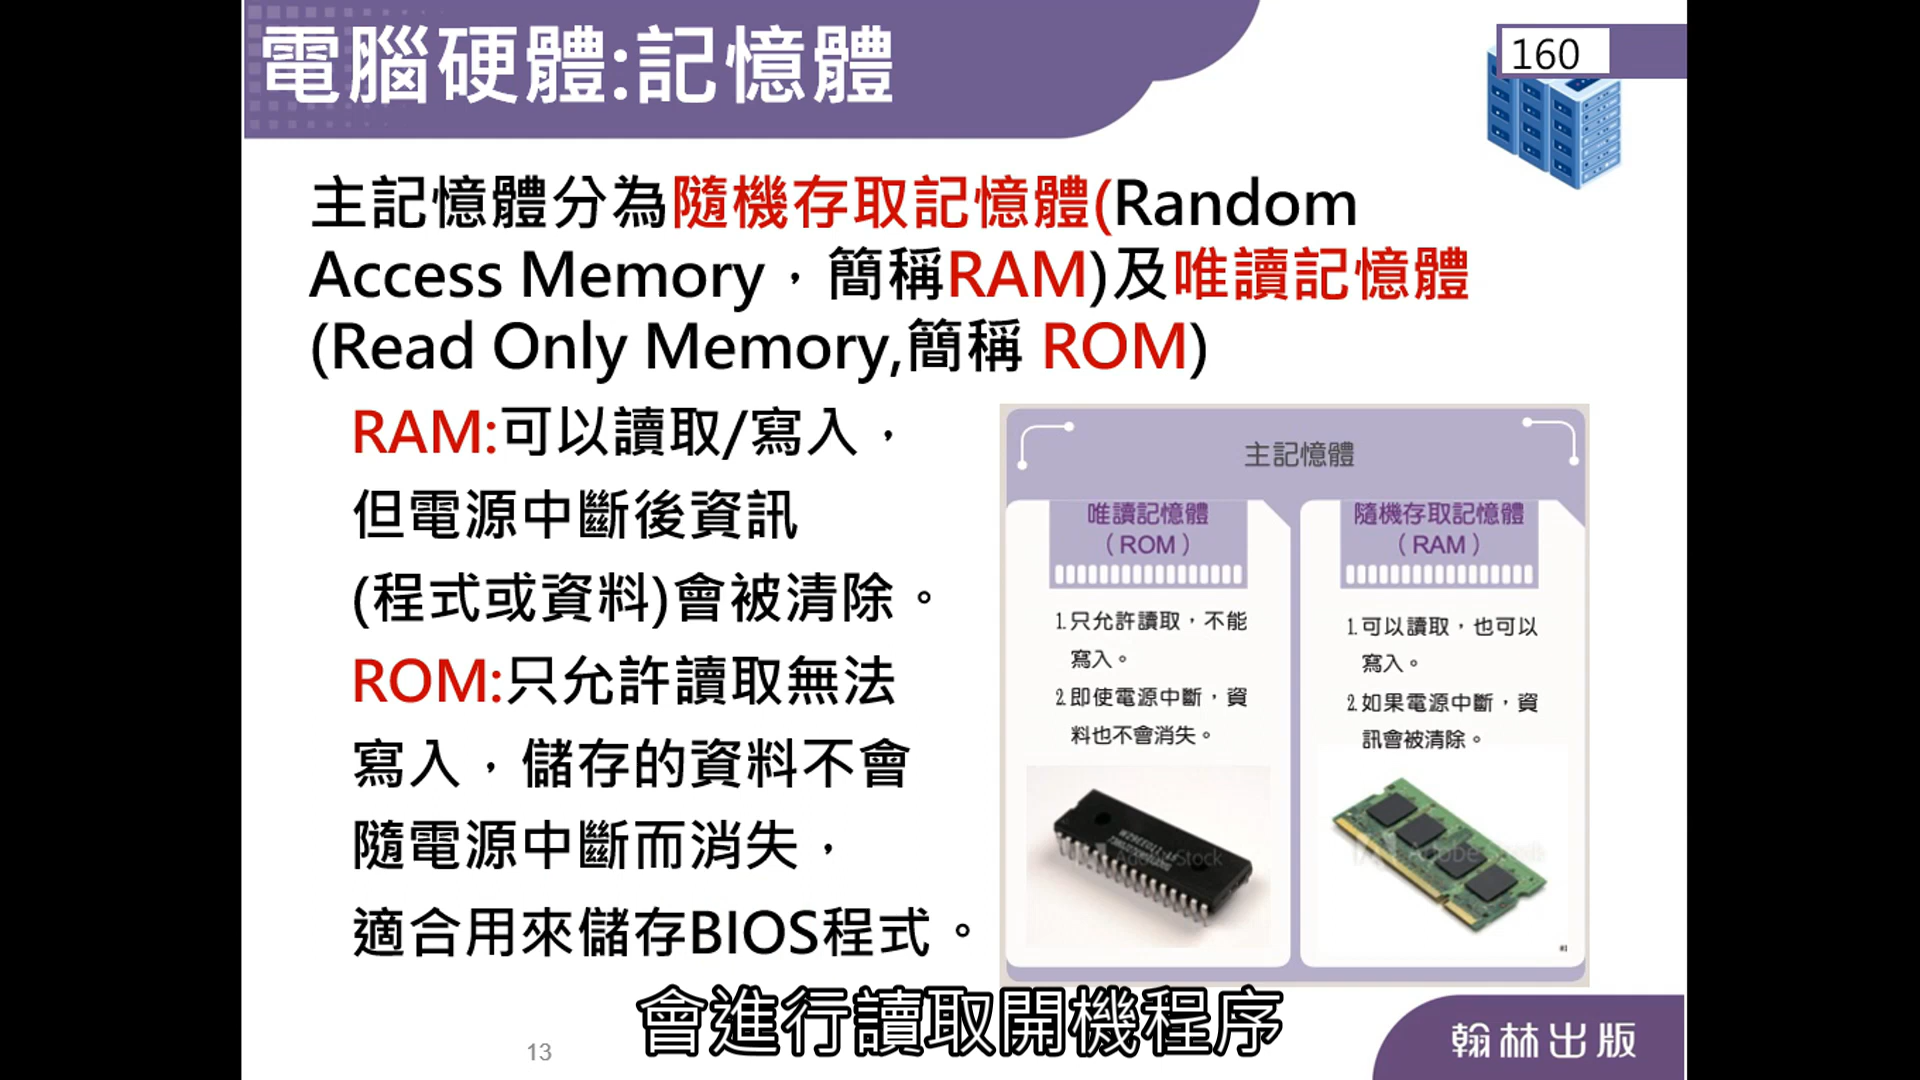 電腦硬體:記憶體
160
主記憶體分為隨機存取記憶體(Random
Access Memory，簡稱RAM)及唯讀記憶體
(Read Only Memory,簡稱 ROM)
RAM:可以讀取/寫入，
但電源中斷後資訊
(程式或資料)會被清除。
ROM:只允許讀取無法
寫入，儲存的資料不會
隨電源中斷而消失，
適合用來儲存BIOS程式。
主記憶體
唯讀記憶體
（ROM）
1.只允許讀取，不能
寫入。
2.即使電源中斷，資
料也不會消失。
隨機存取記憶體
（RAM）
1.可以讀取，也可以
寫入。
2.如果電源中斷，資
訊會被清除。
會進行讀取開機程序
13
翰林出版